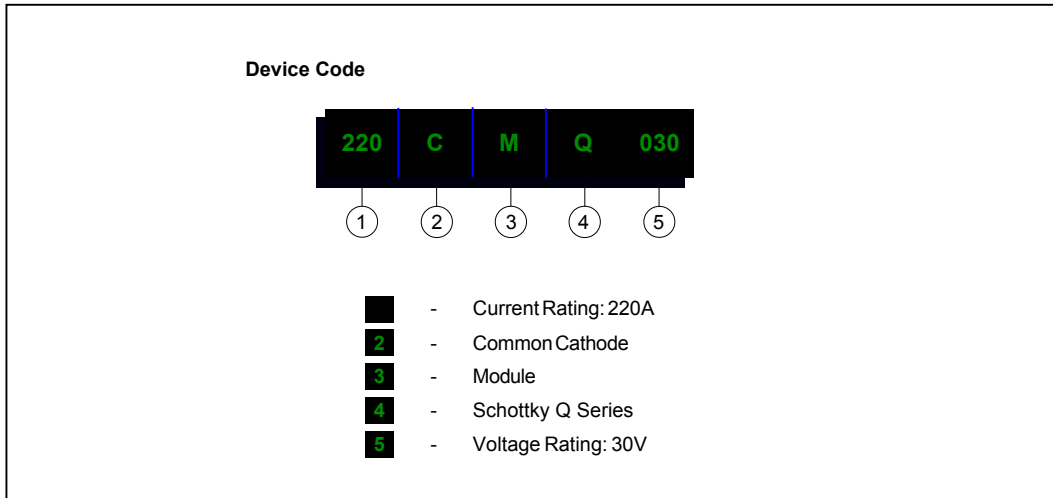 Device Code
220 C M Q 030
1 2 3 4 5
- Current Rating: 220A
2 - Common Cathode
3 - Module
4 - Schottky Q Series
5 - Voltage Rating: 30V